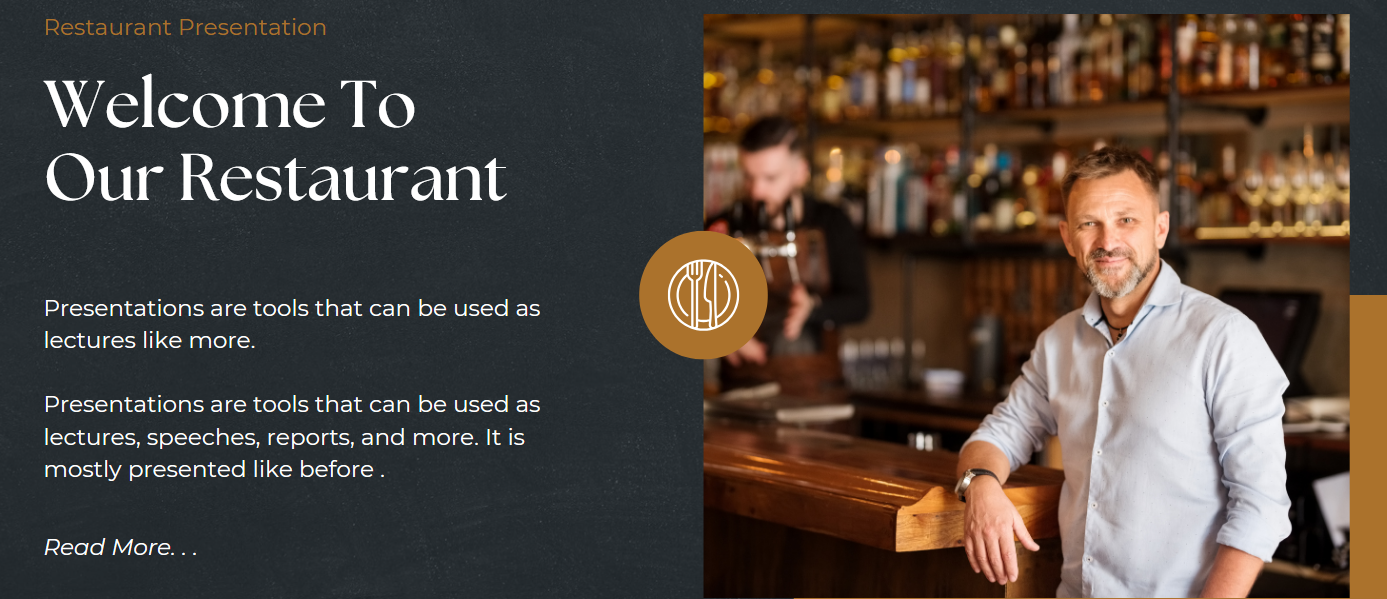 Restaurant Presentation
Welcome To
Our Restaurant
Presentations are tools that can be used as
lectures like more.
Presentations are tools that can be used as
lectures, speeches, reports, and more. It is
mostly presented like before .
Read More. . .